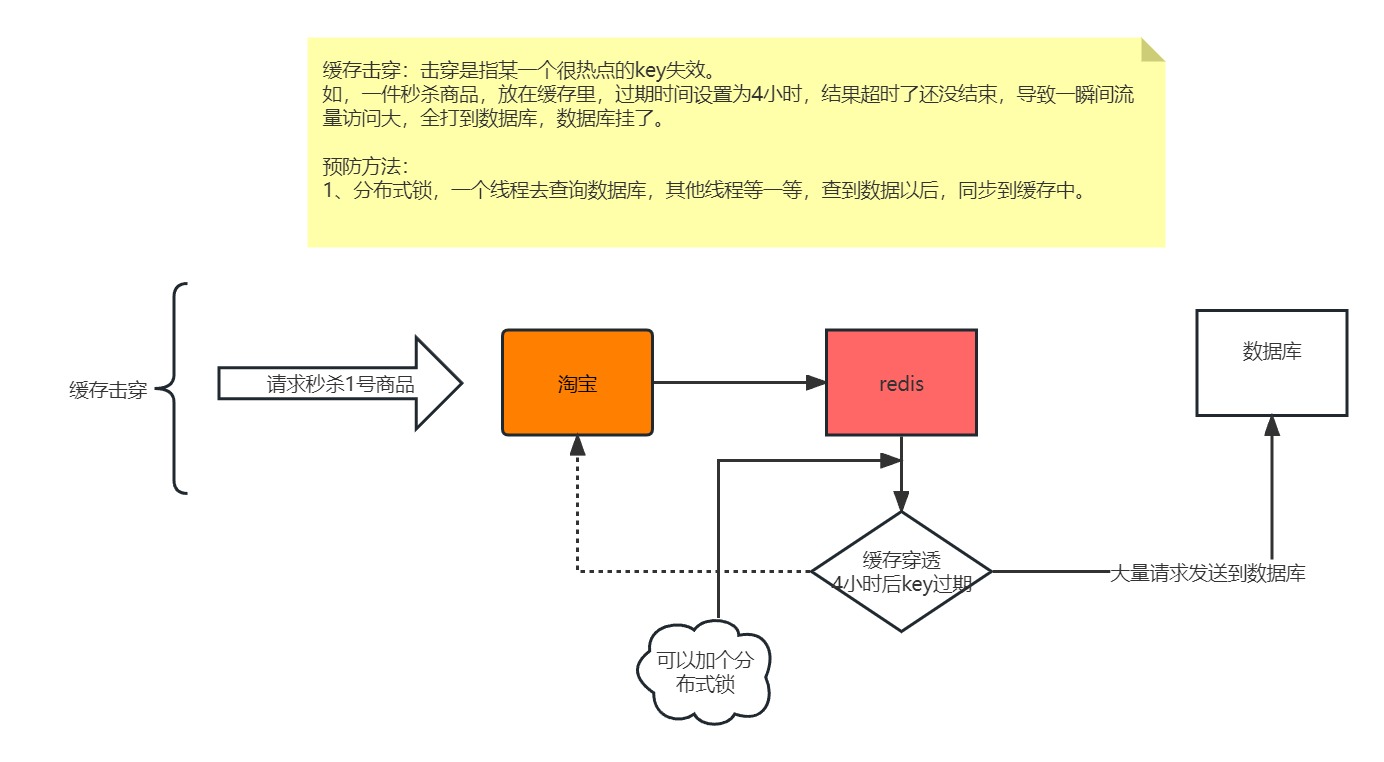 缓存击穿：击穿是指某一个很热点的key失效。
如，一件秒杀商品，放在缓存里，过期时间设置为4小时，结果超时了还没结束，导致一瞬间流
量访问大，全打到数据库，数据库挂了。
预防方法：
1、分布式锁，一个线程去查询数据库，其他线程等一等，查到数据以后，同步到缓存中。
缓存击穿
请求秒杀1号商品
淘宝
redis
数据库
缓存穿透
4小时后key过期
大量请求发送到数据库
可以加个分
布式锁